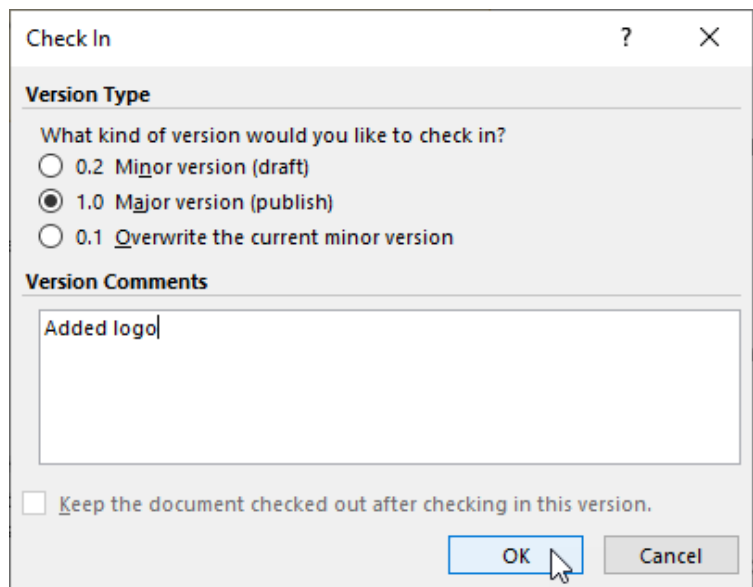 Check In
?
Version Type
What kind of version would you like to check in?
0.2 Minor version (draft)
1.0 Major version (publish)
0.1 Overwrite the current minor version
Version Comments
Added logo
Keep the document checked out after checking in this version.
OK
Cancel